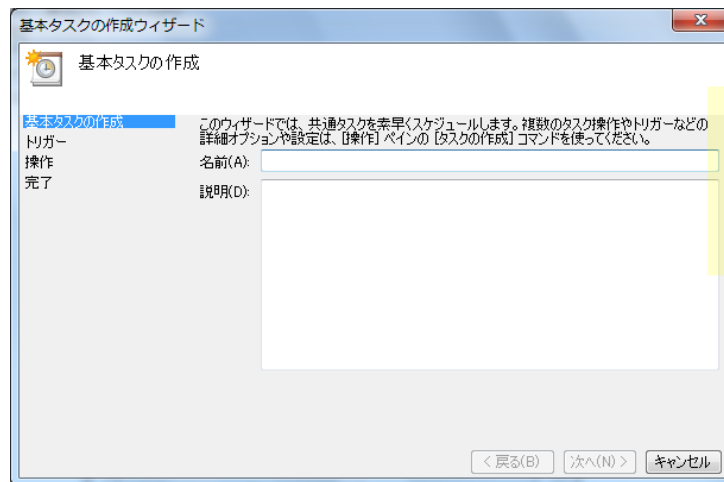 基本タスクの作成ウィザード
基本タスクの作成
基本タスクの作成
トリガー
操作
完了
このウィザードでは、共通タスクを素早くスケジュールします。複数のタスク操作やトリガーなどの
詳細オプションや設定は、[操作] ペインの [タスクの作成] コマンドを使ってください。
名前(A):
説明(D):
< 戻る(B)
次へ(N) >
キャンセル